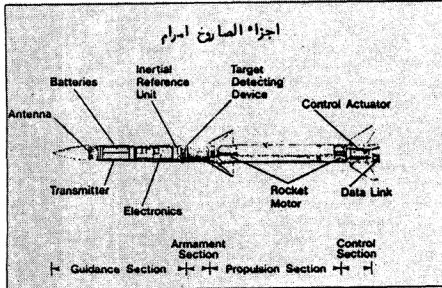 اجزاء الصاروخ امرام
Batteries
Inertial Reference Unit
Target Detecting Device
Control Actuator
Antenna
Transmitter
Electronics
Rocket Motor
Data Link
Guidance Section
Armament Section
Propulsion Section
Control Section